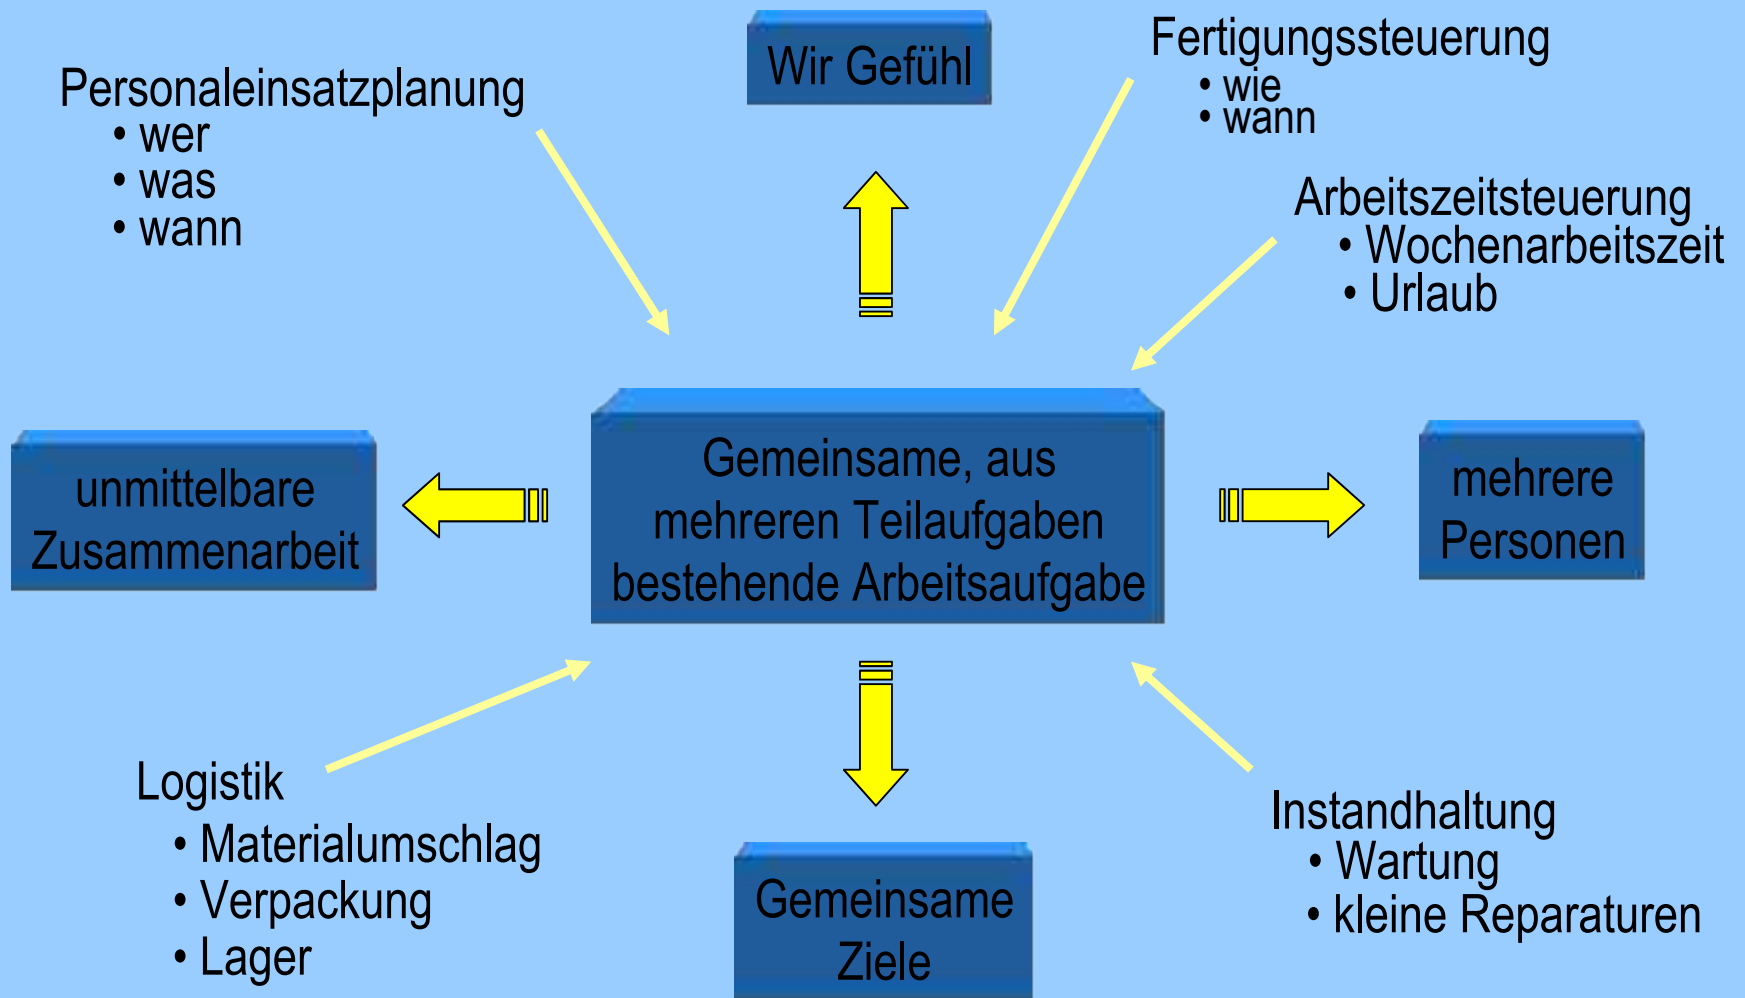 Wir Gefühl
Fertigungssteuerung
• wie
• wann
Personaleinsatzplanung
• wer
• was
• wann
Arbeitszeitsteuerung
• Wochenarbeitszeit
• Urlaub
unmittelbare
Zusammenarbeit
Gemeinsame, aus
mehreren Teilaufgaben
bestehende Arbeitsaufgabe
mehrere
Personen
Logistik
• Materialumschlag
• Verpackung
• Lager
Gemeinsame
Ziele
Instandhaltung
• Wartung
• kleine Reparaturen